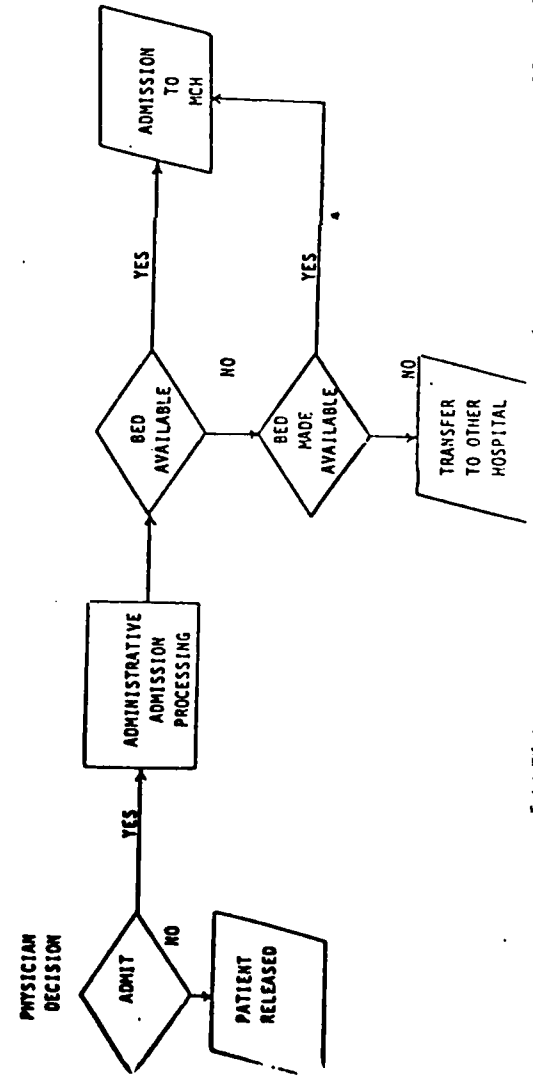 PHYSICIAN
DECISION
ADMIT
YES
NO
PATIENT
RELEASED
ADMINISTRATIVE
ADMISSION
PROCESSING
BED
AVAILABLE
YES
NO
ADMISSION
TO
MCH
BED
MADE
AVAILABLE
YES
NO
TRANSFER
TO OTHER
HOSPITAL